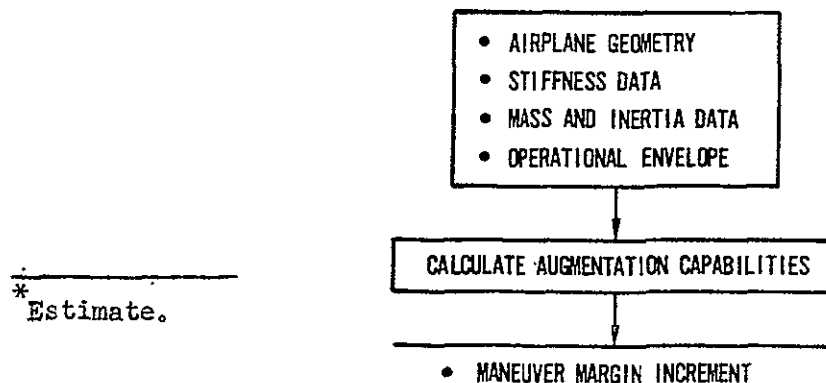 • AIRPLANE GEOMETRY
• STIFFNESS DATA
• MASS AND INERTIA DATA
• OPERATIONAL ENVELOPE
CALCULATE AUGMENTATION CAPABILITIES
• MANEUVER MARGIN INCREMENT
*Estimate.